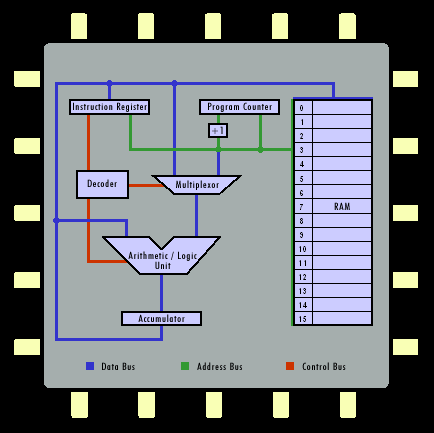 Instruction Register
Program Counter
+1
Decoder
Multiplexor
Arithmetic / Logic
Unit
Accumulator
0
1
2
3
4
5
6
7
RAM
8
9
10
11
12
13
14
15
Data Bus
Address Bus
Control Bus